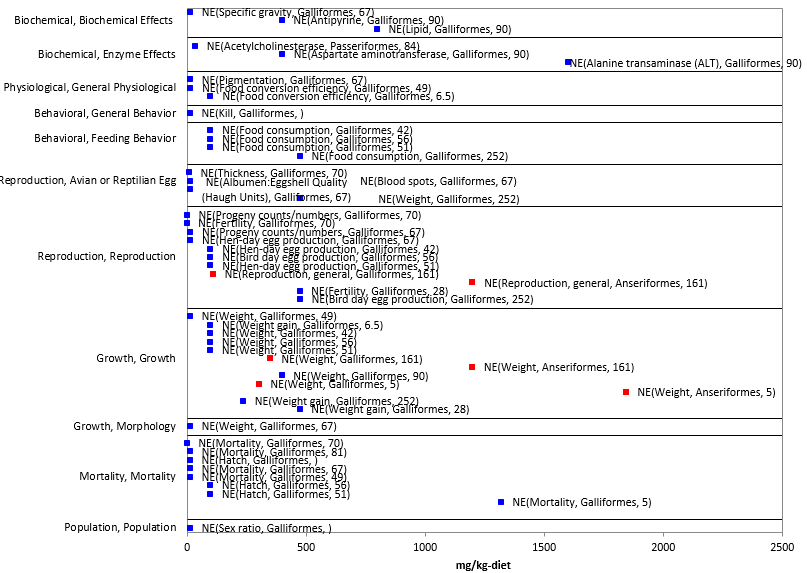 Biochemical, Biochemical Effects
NE(Specific gravity, Galliformes, 67)
NE(Antipyrine, Galliformes, 90)
NE(Lipid, Galliformes, 90)
Biochemical, Enzyme Effects
NE(Acetylcholinesterase, Passeriformes, 84)
NE(Aspartate aminotransferase, Galliformes, 90)
NE(Alanine transaminase (ALT), Galliformes, 90)
Physiological, General Physiological
NE(Pigmentation, Galliformes, 67)
NE(Food conversion efficiency, Galliformes, 49)
NE(Food conversion efficiency, Galliformes, 6.5)
Behavioral, General Behavior
NE(Kill, Galliformes, )
Behavioral, Feeding Behavior
NE(Food consumption, Galliformes, 42)
NE(Food consumption, Galliformes, 56)
NE(Food consumption, Galliformes, 51)
NE(Food consumption, Galliformes, 252)
Reproduction, Avian or Reptilian Egg
NE(Thickness, Galliformes, 70)
NE(Albumen:Eggshell Quality NE(Blood spots, Galliformes, 67)
(Haugh Units), Galliformes, 67) NE(Weight, Galliformes, 252)
Reproduction, Reproduction
NE(Progeny counts/numbers, Galliformes, 70)
NE(Fertility, Galliformes, 70)
NE(Progeny counts/numbers, Galliformes, 67)
NE(Hen-day egg production, Galliformes, 67)
NE(Hen-day egg production, Galliformes, 42)
NE(Bird day egg production, Galliformes, 56)
NE(Hen-day egg production, Galliformes, 51)
NE(Reproduction, general, Galliformes, 161)
NE(Reproduction, general, Anseriformes, 161)
NE(Fertility, Galliformes, 28)
NE(Bird day egg production, Galliformes, 252)
Growth, Growth
NE(Weight, Galliformes, 49)
NE(Weight gain, Galliformes, 6.5)
NE(Weight, Galliformes, 42)
NE(Weight, Galliformes, 56)
NE(Weight, Galliformes, 51)
NE(Weight, Galliformes, 161)
NE(Weight, Anseriformes, 161)
NE(Weight, Galliformes, 90)
NE(Weight, Galliformes, 5)
NE(Weight, Anseriformes, 5)
NE(Weight gain, Galliformes, 252)
NE(Weight gain, Galliformes, 28)
Growth, Morphology
NE(Weight, Galliformes, 67)
Mortality, Mortality
NE(Mortality, Galliformes, 70)
NE(Mortality, Galliformes, 81)
NE(Hatch, Galliformes, )
NE(Mortality, Galliformes, 67)
NE(Mortality, Galliformes, 49)
NE(Hatch, Galliformes, 56)
NE(Hatch, Galliformes, 51)
NE(Mortality, Galliformes, 5)
Population, Population
NE(Sex ratio, Galliformes, )
0 500 1000 1500 2000 2500
mg/kg-diet